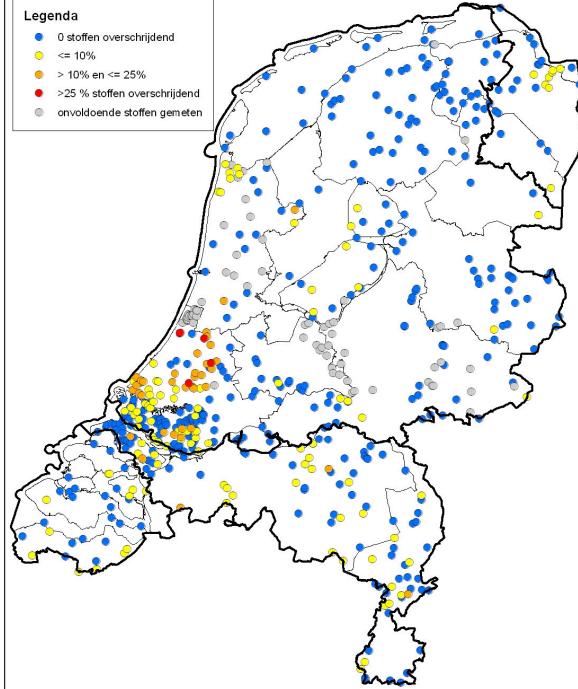 Legenda
0 stoffen overschrijdend
<= 10%
> 10% en <= 25%
>25 % stoffen overschrijdend
onvoldoende stoffen gemeten